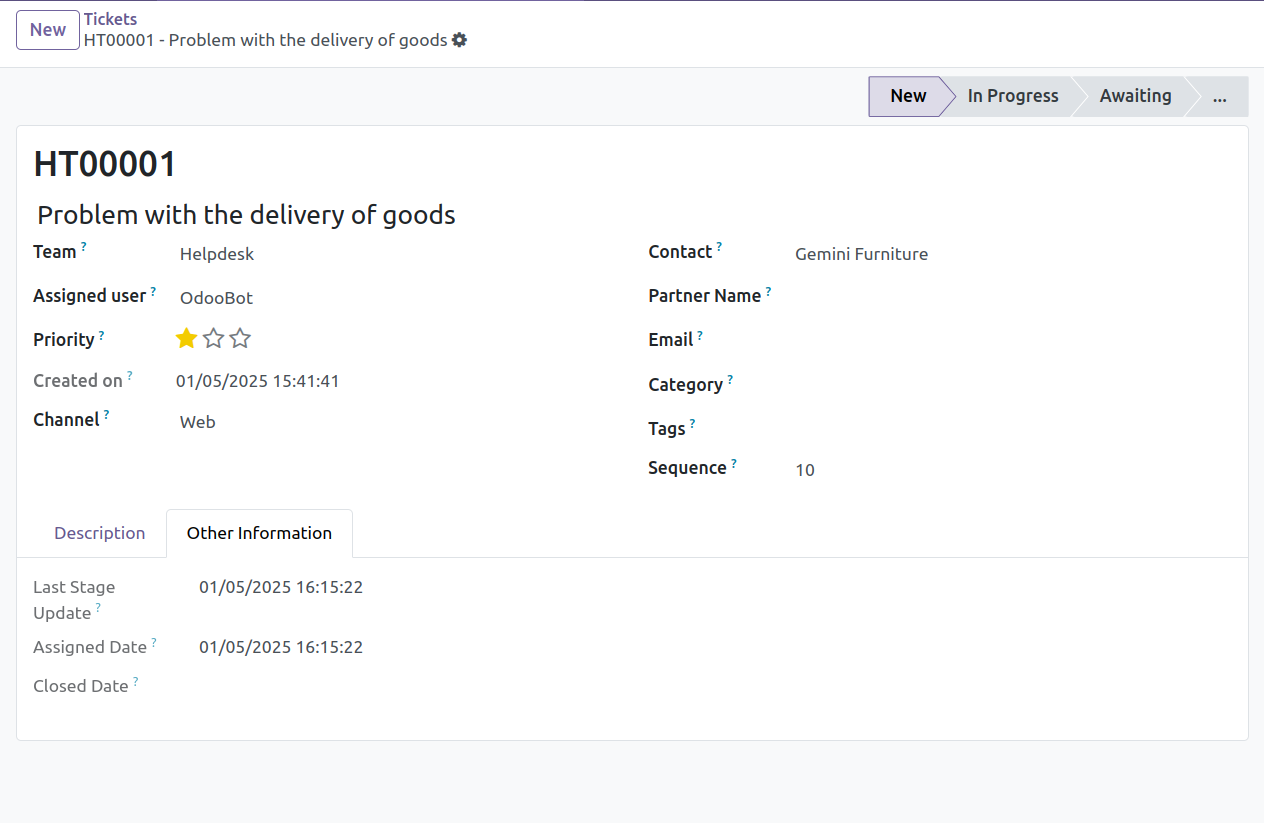 New
Tickets
HT00001 - Problem with the delivery of goods
New
In Progress
Awaiting
...
HT00001
Problem with the delivery of goods
Team ?
Helpdesk
Assigned user ?
OdooBot
Priority ?
Created on ?
01/05/2025 15:41:41
Channel ?
Web
Contact ?
Gemini Furniture
Partner Name ?
Email ?
Category ?
Tags ?
Sequence ?
10
Description
Other Information
Last Stage
Update ?
01/05/2025 16:15:22
Assigned Date ?
01/05/2025 16:15:22
Closed Date ?